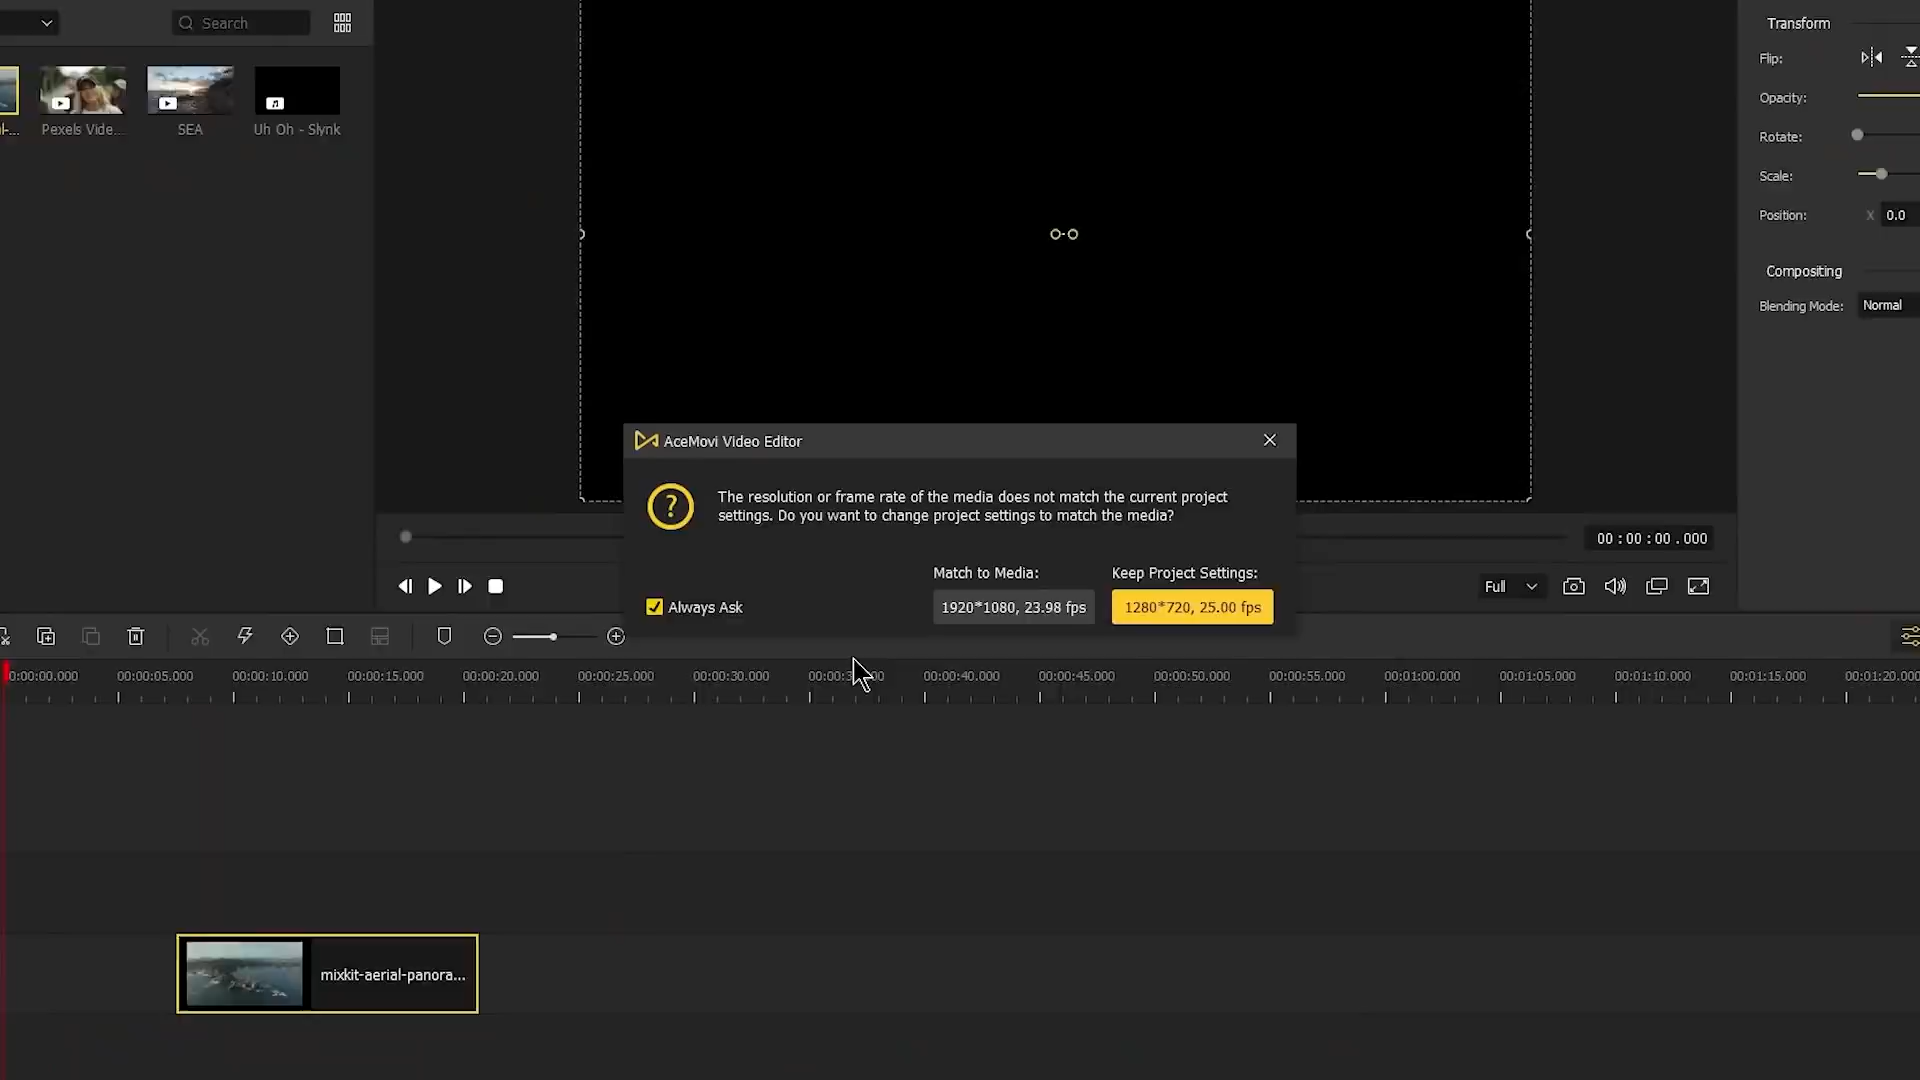 Search
Pexels Vide...
SEA
Uh Oh - Slynk
Transform
Flip:
Opacity:
Rotate:
Scale:
Position:
X
0.0
Compositing
Blending Mode:
Normal
AceMovi Video Editor
?
The resolution or frame rate of the media does not match the current project
settings. Do you want to change project settings to match the media?
Match to Media:
Keep Project Settings:
Always Ask
1920*1080, 23.98 fps
1280*720, 25.00 fps
00 : 00 : 00 . 000
Full
0:00:00.000
00:00:05.000
00:00:10.000
00:00:15.000
00:00:20.000
00:00:25.000
00:00:30.000
00:00:40.000
00:00:45.000
00:00:50.000
00:00:55.000
00:01:00.000
00:01:05.000
00:01:10.000
00:01:15.000
00:01:20.000
mixkit-aerial-panora...